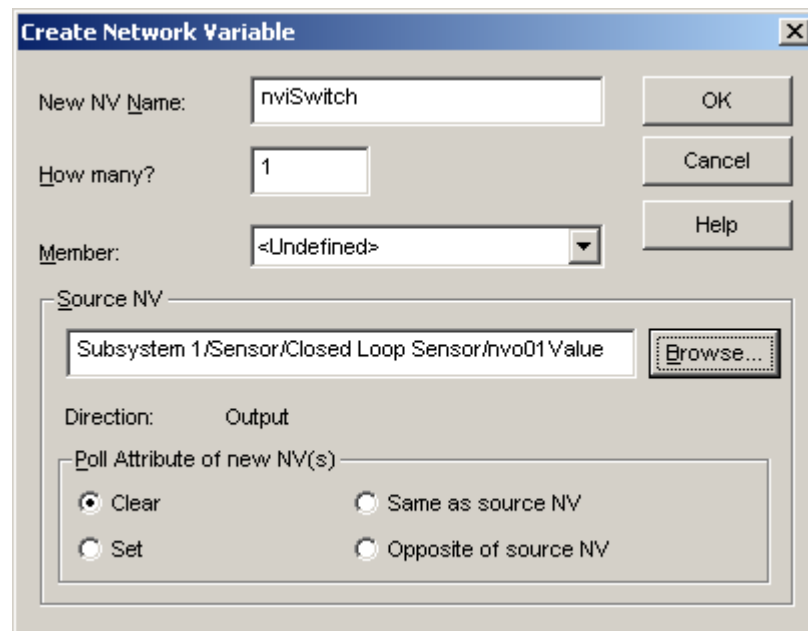 Create Network Variable
New NV Name: nviSwitch OK
How many? 1 Cancel
Member: <Undefined> Help
Source NV
Subsystem 1/Sensor/Closed Loop Sensor/nvo01Value Browse...
Direction: Output
Poll Attribute of new NV(s)
Clear Same as source NV
Set Opposite of source NV